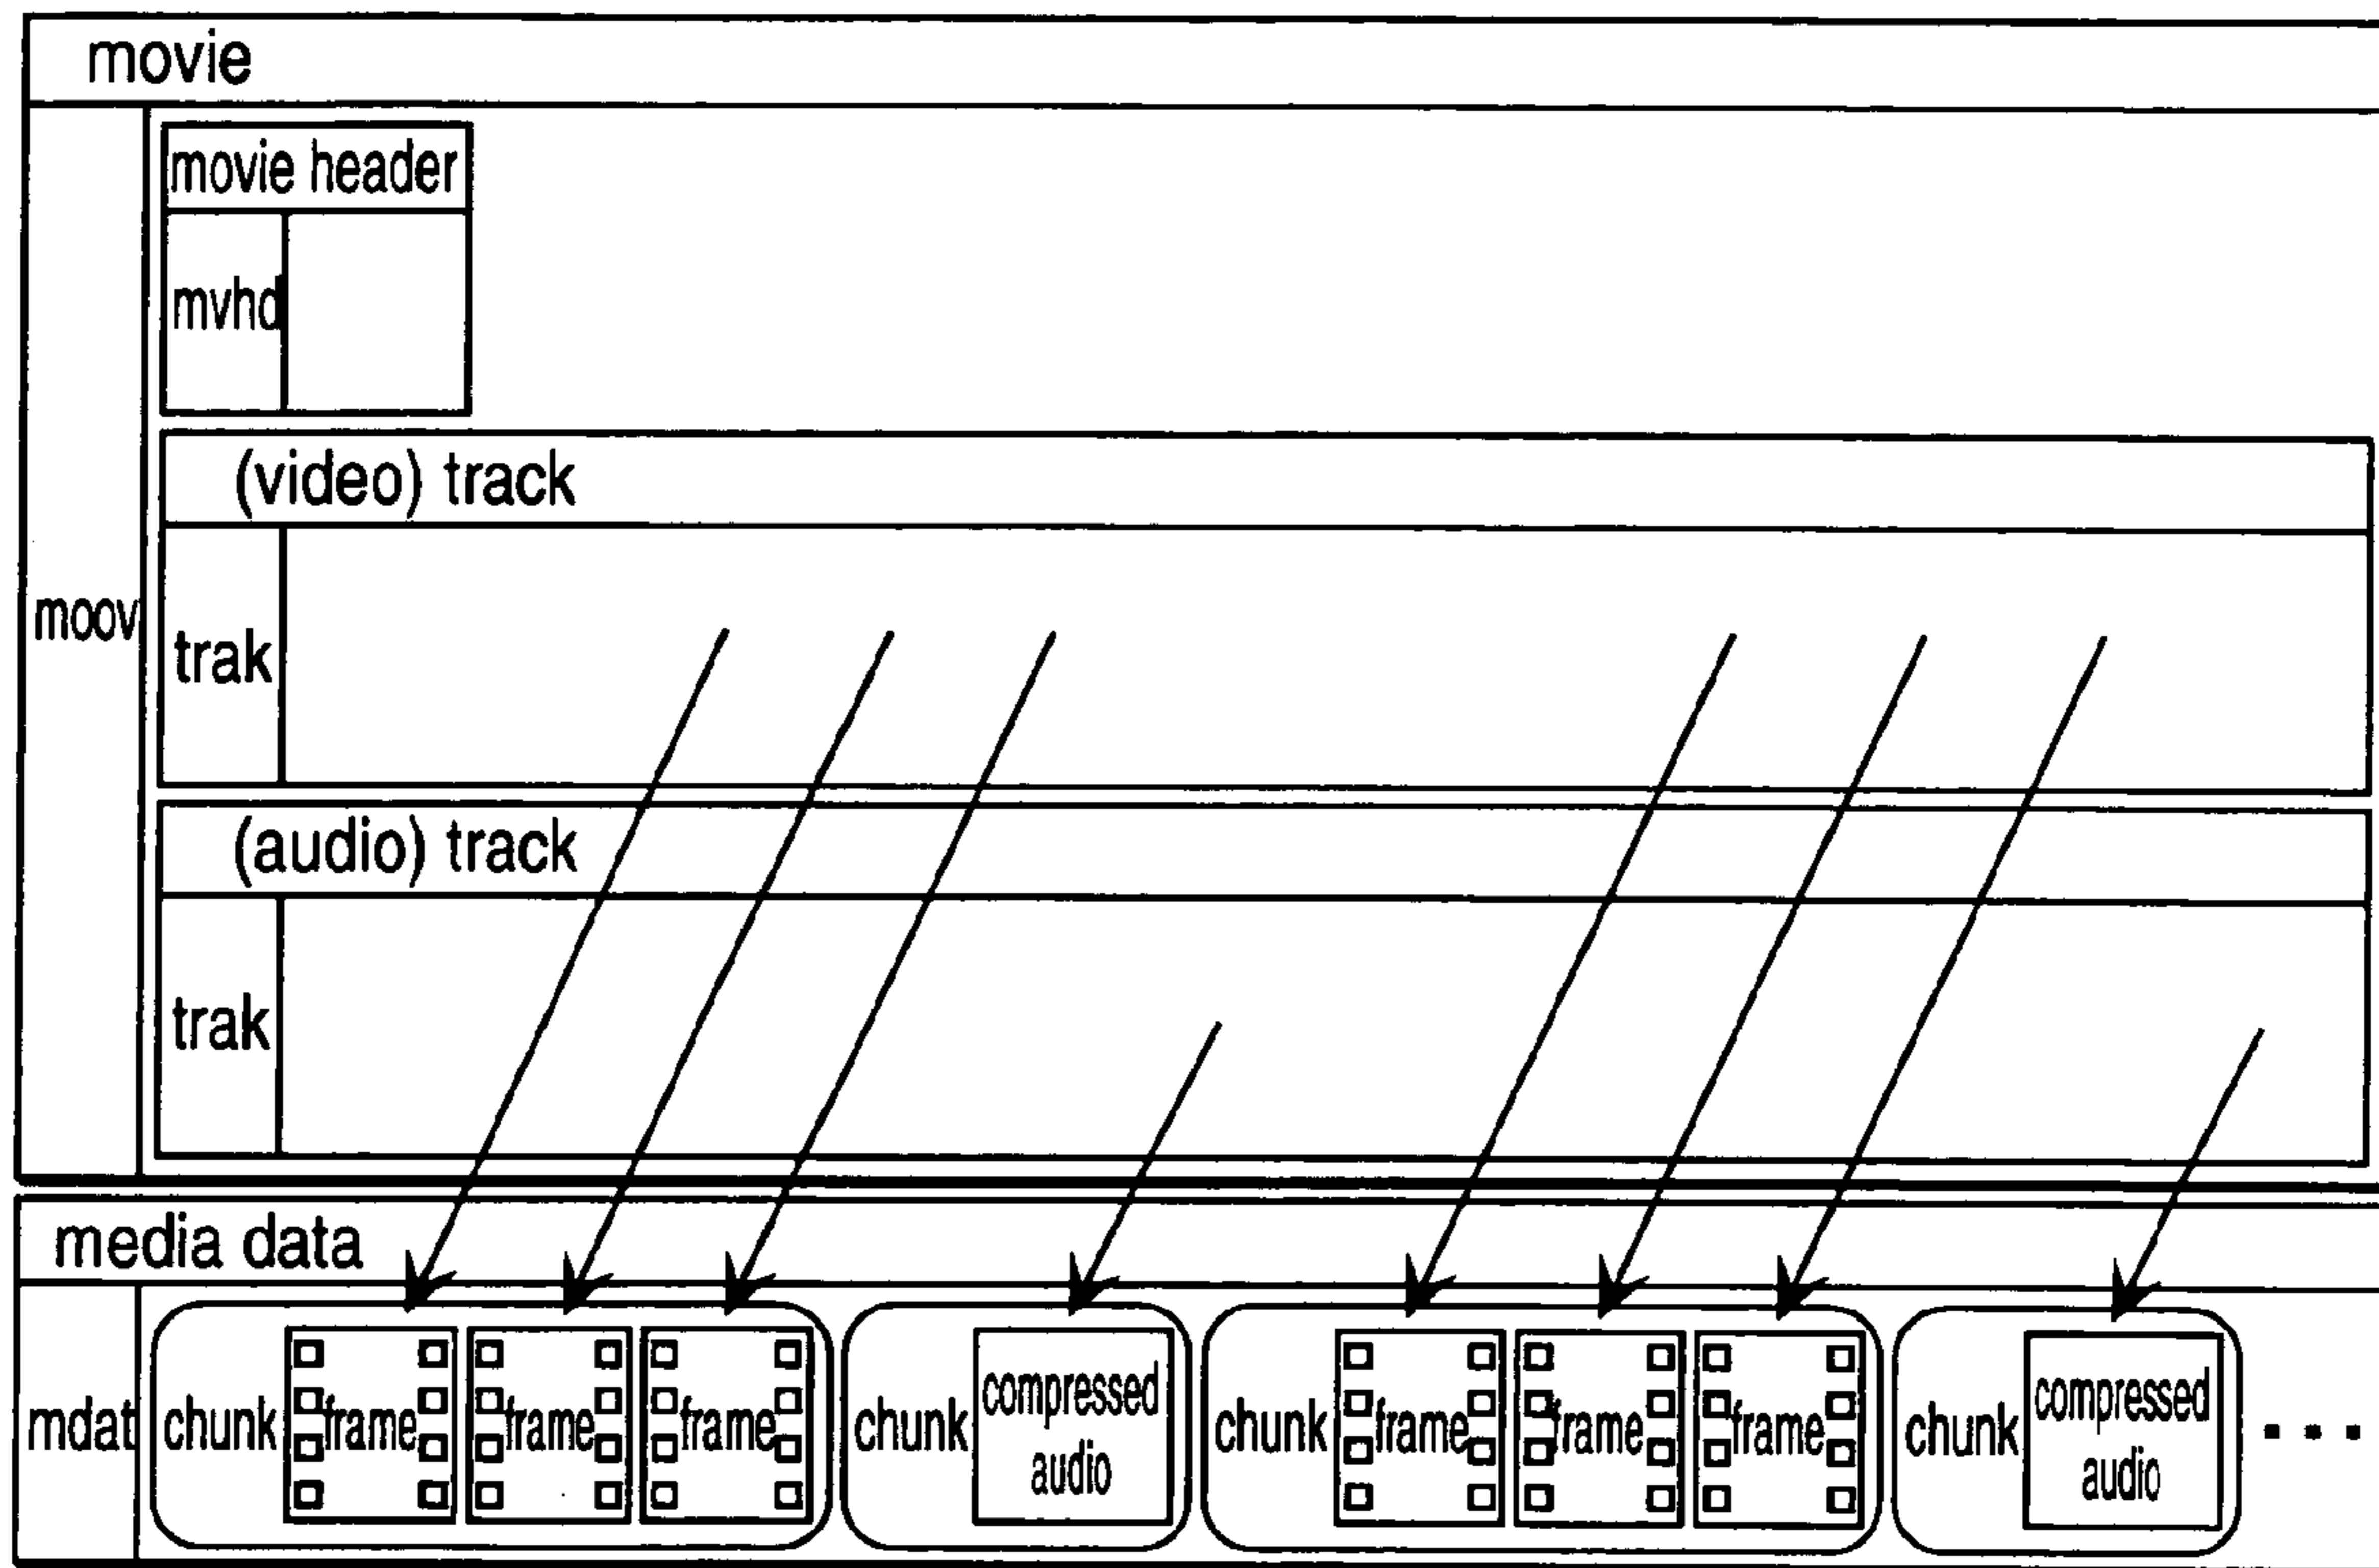 movie
movie header
mvhd
moov
(video) track
trak
(audio) track
trak
media data
mdat
chunk
frame
frame
frame
chunk
compressed
audio
chunk
frame
frame
frame
chunk
compressed
audio
...